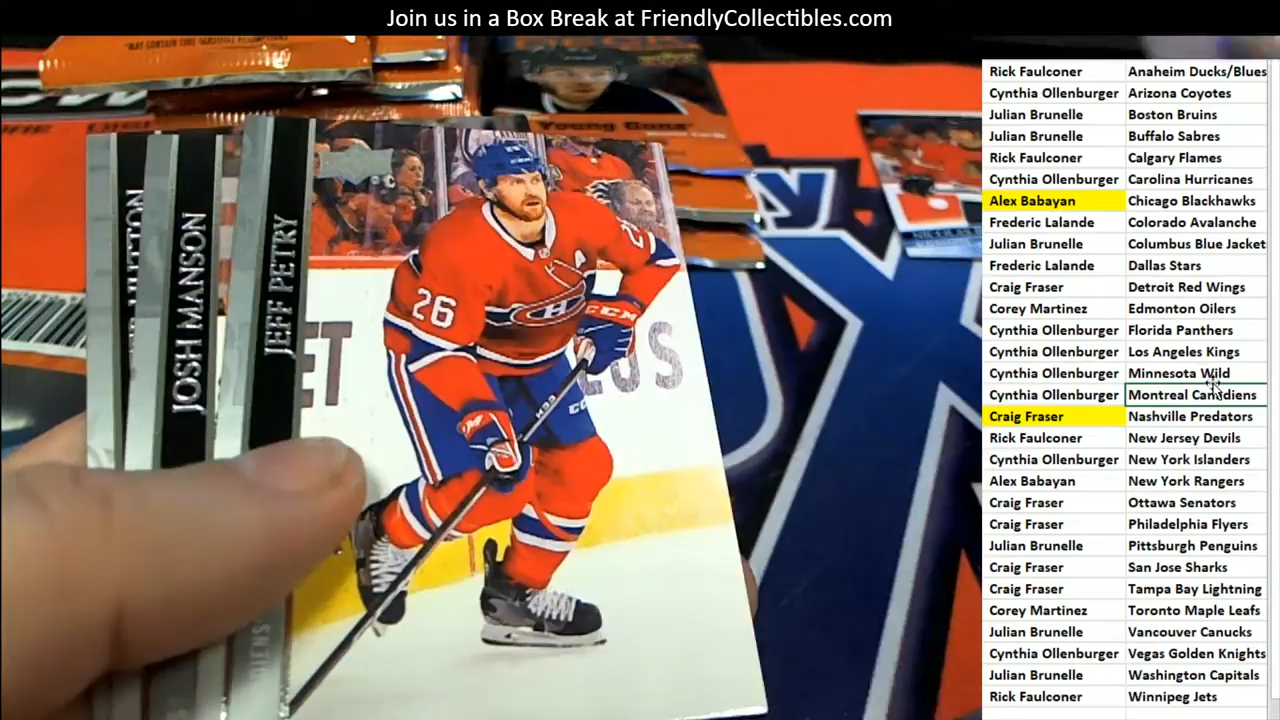 Join us in a Box Break at FriendlyCollectibles.com
Young Guns
JOSH MANSON
JEFF PETRY
26
CCM
Rick Faulconer Anaheim Ducks/Blues
Cynthia Ollenburger Arizona Coyotes
Julian Brunelle Boston Bruins
Julian Brunelle Buffalo Sabres
Rick Faulconer Calgary Flames
Cynthia Ollenburger Carolina Hurricanes
Alex Babayan Chicago Blackhawks
Frederic Lalande Colorado Avalanche
Julian Brunelle Columbus Blue Jacket
Frederic Lalande Dallas Stars
Craig Fraser Detroit Red Wings
Corey Martinez Edmonton Oilers
Cynthia Ollenburger Florida Panthers
Cynthia Ollenburger Los Angeles Kings
Cynthia Ollenburger Minnesota Wild
Cynthia Ollenburger Montreal Canadiens
Craig Fraser Nashville Predators
Rick Faulconer New Jersey Devils
Cynthia Ollenburger New York Islanders
Alex Babayan New York Rangers
Craig Fraser Ottawa Senators
Craig Fraser Philadelphia Flyers
Julian Brunelle Pittsburgh Penguins
Craig Fraser San Jose Sharks
Craig Fraser Tampa Bay Lightning
Corey Martinez Toronto Maple Leafs
Julian Brunelle Vancouver Canucks
Cynthia Ollenburger Vegas Golden Knights
Julian Brunelle Washington Capitals
Rick Faulconer Winnipeg Jets